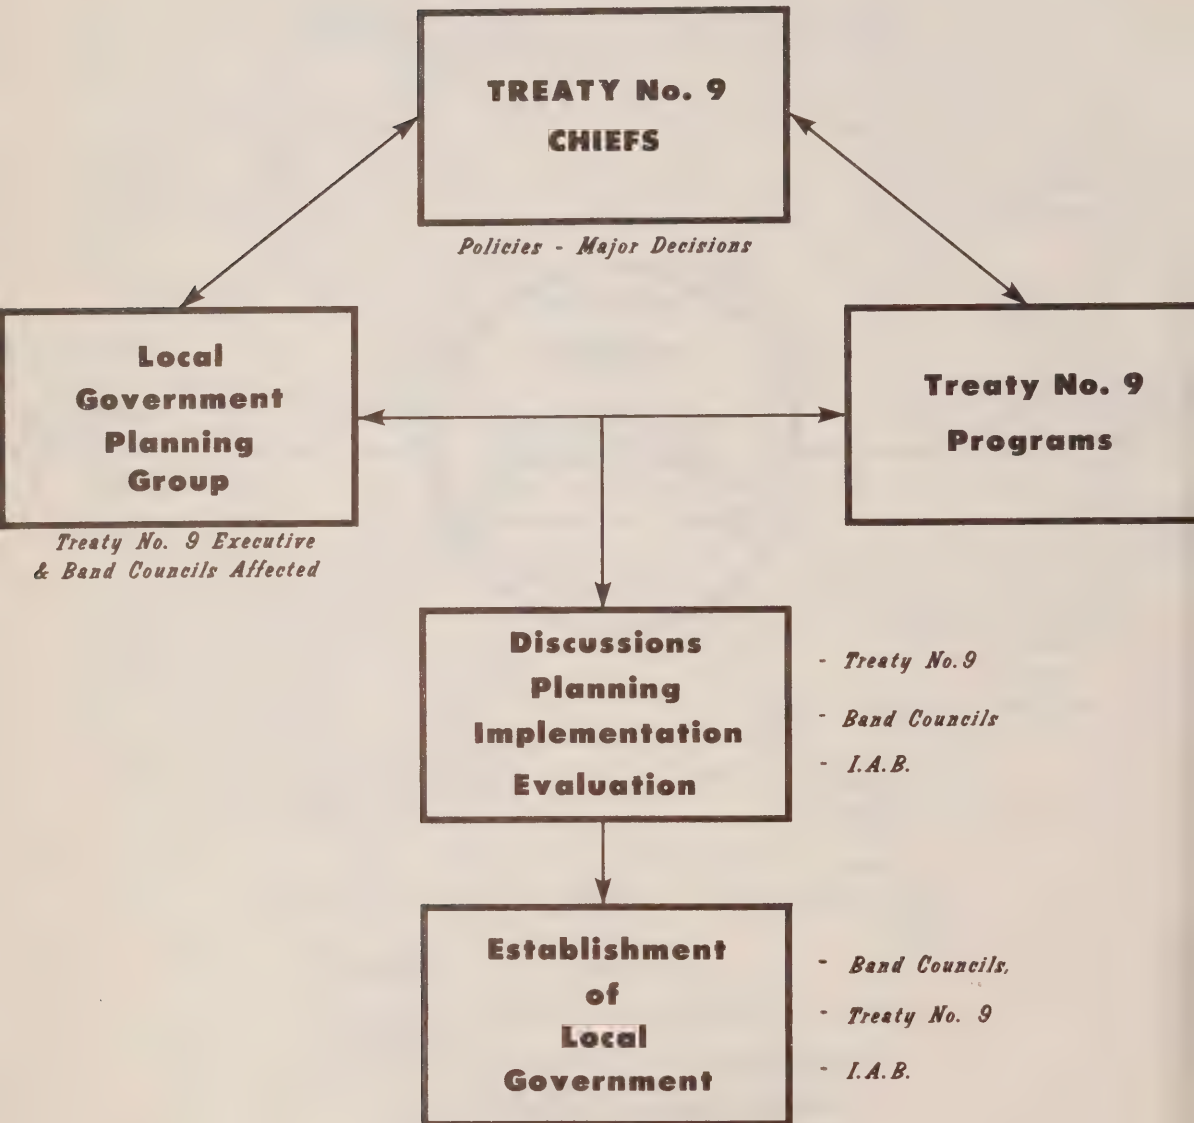 TREATY No. 9
CHIEFS
Policies - Major Decisions
Local
Government
Planning
Group
Treaty No. 9 Executive
& Band Councils Affected
Treaty No. 9
Programs
Discussions
Planning
Implementation
Evaluation
- Treaty No. 9
- Band Councils
- I.A.B.
Establishment
of
Local
Government
- Band Councils,
- Treaty No. 9
- I.A.B.